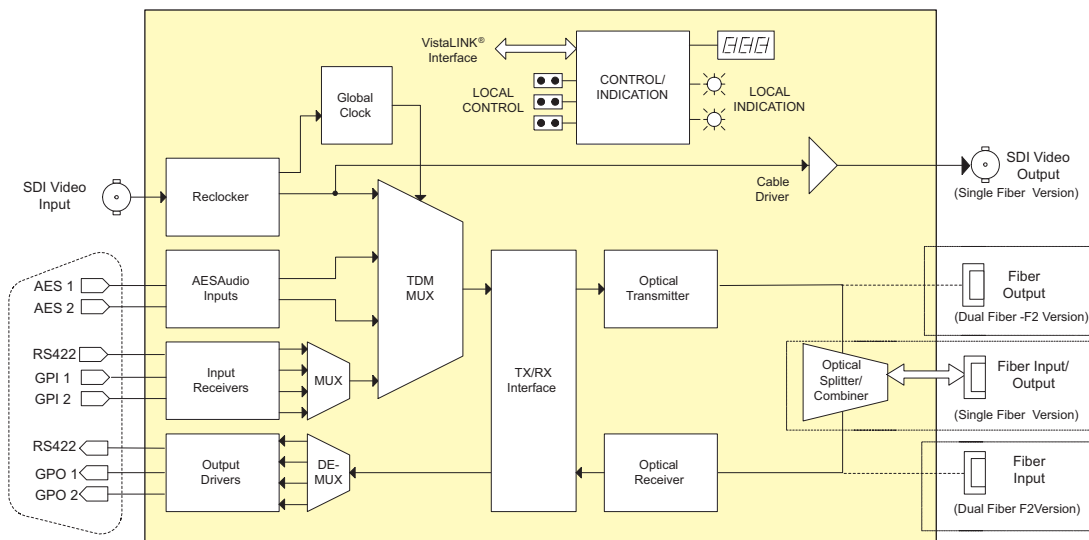 VistaLINK®
Interface
LOCAL
CONTROL
CONTROL/
INDICATION
LOCAL
INDICATION
Global
Clock
SDI Video
Input
Reclocker
Cable
Driver
SDI Video
Output
(Single Fiber Version)
AES 1
AES 2
AESAudio
Inputs
TDM
MUX
Optical
Transmitter
Fiber
Output
(Dual Fiber -F2 Version)
RS422
GPI 1
GPI 2
Input
Receivers
MUX
TX/RX
Interface
Optical
Splitter/
Combiner
Fiber Input/
Output
(Single Fiber Version)
RS422
GPO 1
GPO 2
Output
Drivers
DE-
MUX
Optical
Receiver
Fiber
Input
(Dual Fiber F2Version)